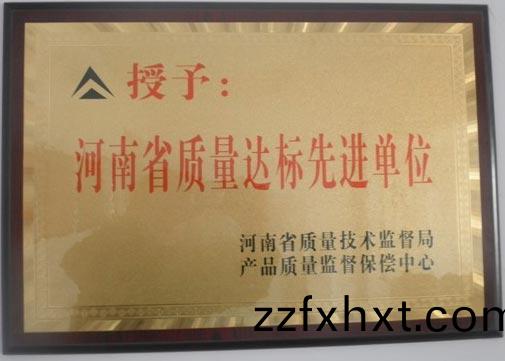 授予：
河南省质量达标先进单位
河南省质量技术监督局
产品质量监督保偿中心
zzfxhxt.com